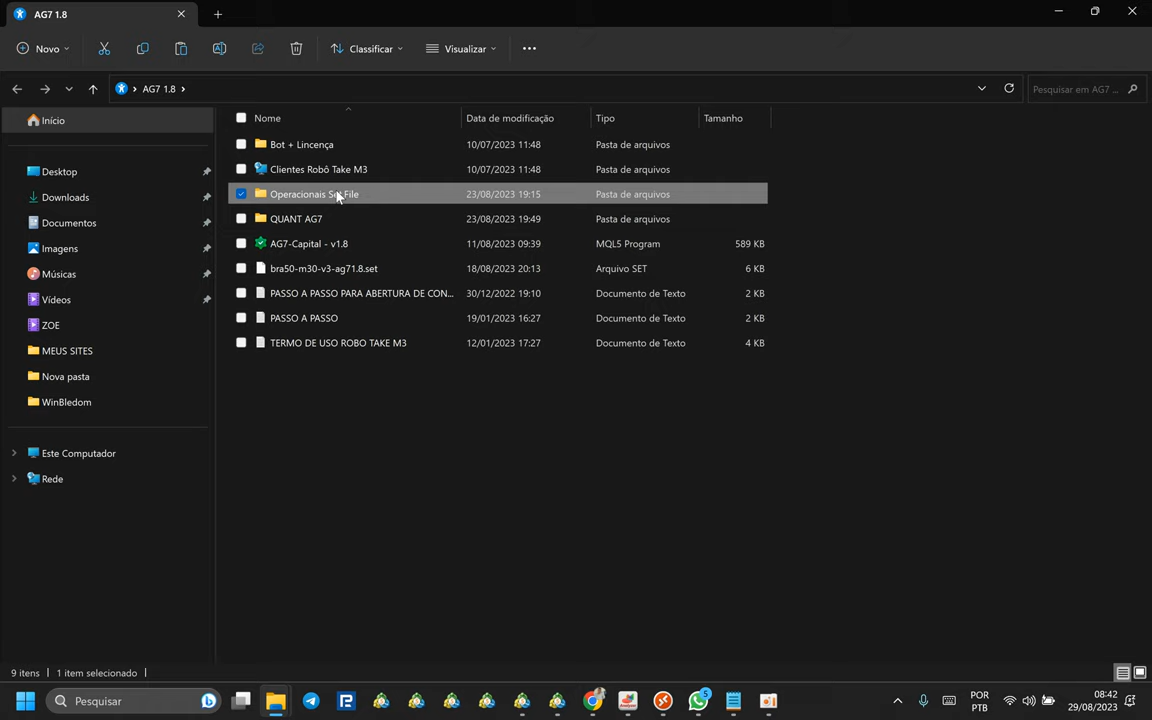 AG7 1.8
Novo
Classificar
Visualizar
AG7 1.8
Pesquisar em AG7 ...
Início
Desktop
Downloads
Documentos
Imagens
Músicas
Vídeos
ZOE
MEUS SITES
Nova pasta
WinBledom
Este Computador
Rede
Nome Data de modificação Tipo Tamanho
Bot + Lincença 10/07/2023 11:48 Pasta de arquivos
Clientes Robô Take M3 10/07/2023 11:48 Pasta de arquivos
Operacionais Set File 23/08/2023 19:15 Pasta de arquivos
QUANT AG7 23/08/2023 19:49 Pasta de arquivos
AG7-Capital - v1.8 11/08/2023 09:39 MQL5 Program 589 KB
bra50-m30-v3-ag71.8.set 18/08/2023 20:13 Arquivo SET 6 KB
PASSO A PASSO PARA ABERTURA DE CON... 30/12/2022 19:10 Documento de Texto 2 KB
PASSO A PASSO 19/01/2023 16:27 Documento de Texto 2 KB
TERMO DE USO ROBO TAKE M3 12/01/2023 17:27 Documento de Texto 4 KB
9 itens 1 item selecionado
Pesquisar
5
POR
PTB
08:42
29/08/2023